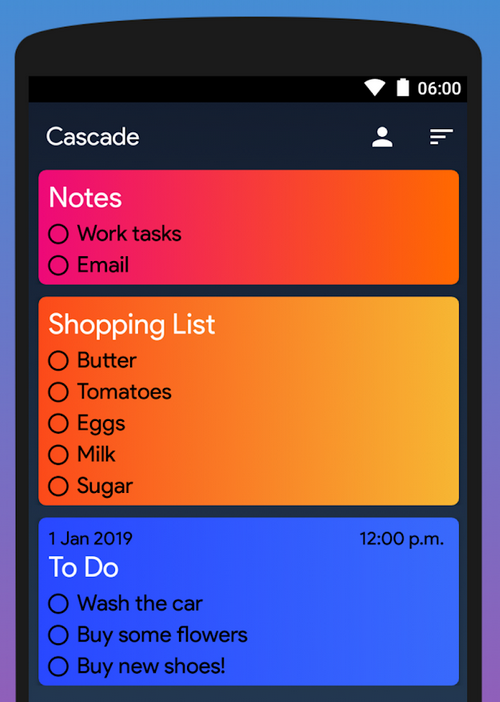 06:00
Cascade
Notes
Work tasks
Email
Shopping List
Butter
Tomatoes
Eggs
Milk
Sugar
1 Jan 2019 12:00 p.m.
To Do
Wash the car
Buy some flowers
Buy new shoes!